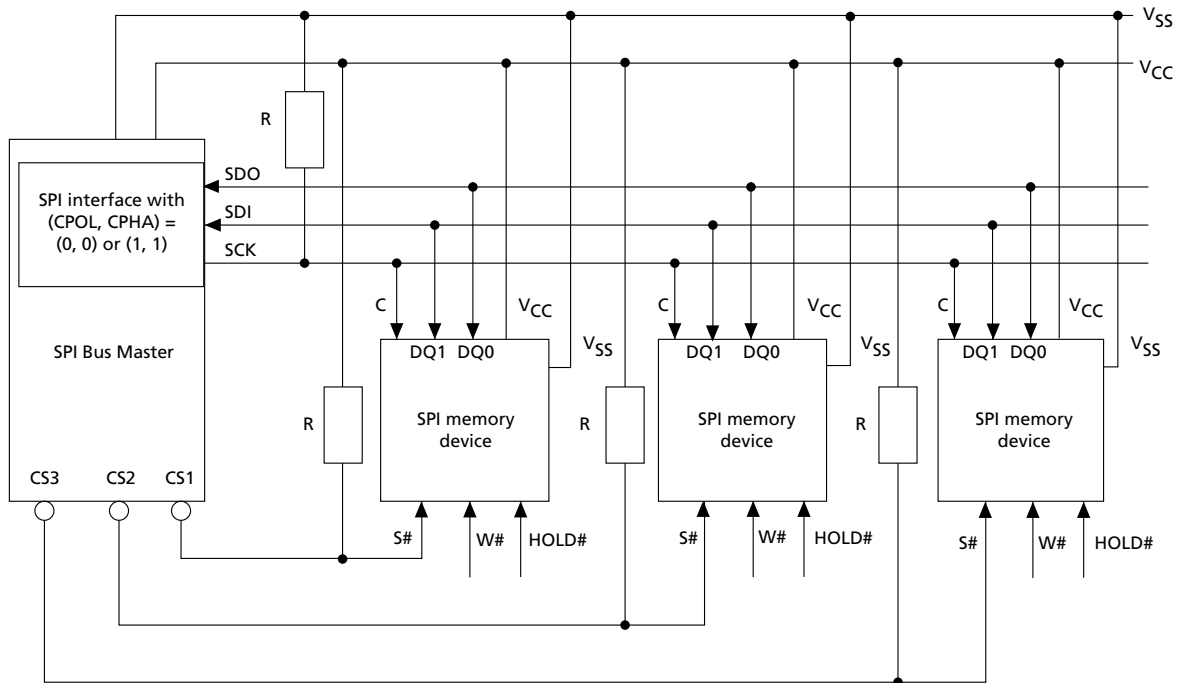 VSS
VCC
R
SDO
SPI interface with
(CPOL, CPHA) =
(0, 0) or (1, 1)
SDI
SCK
SPI Bus Master
C
VCC
VSS
DQ1 DQ0
SPI memory
device
R
C
VCC
VSS
DQ1 DQ0
SPI memory
device
R
C
VCC
VSS
DQ1 DQ0
SPI memory
device
R
CS3 CS2 CS1
S# W# HOLD#
S# W# HOLD#
S# W# HOLD#